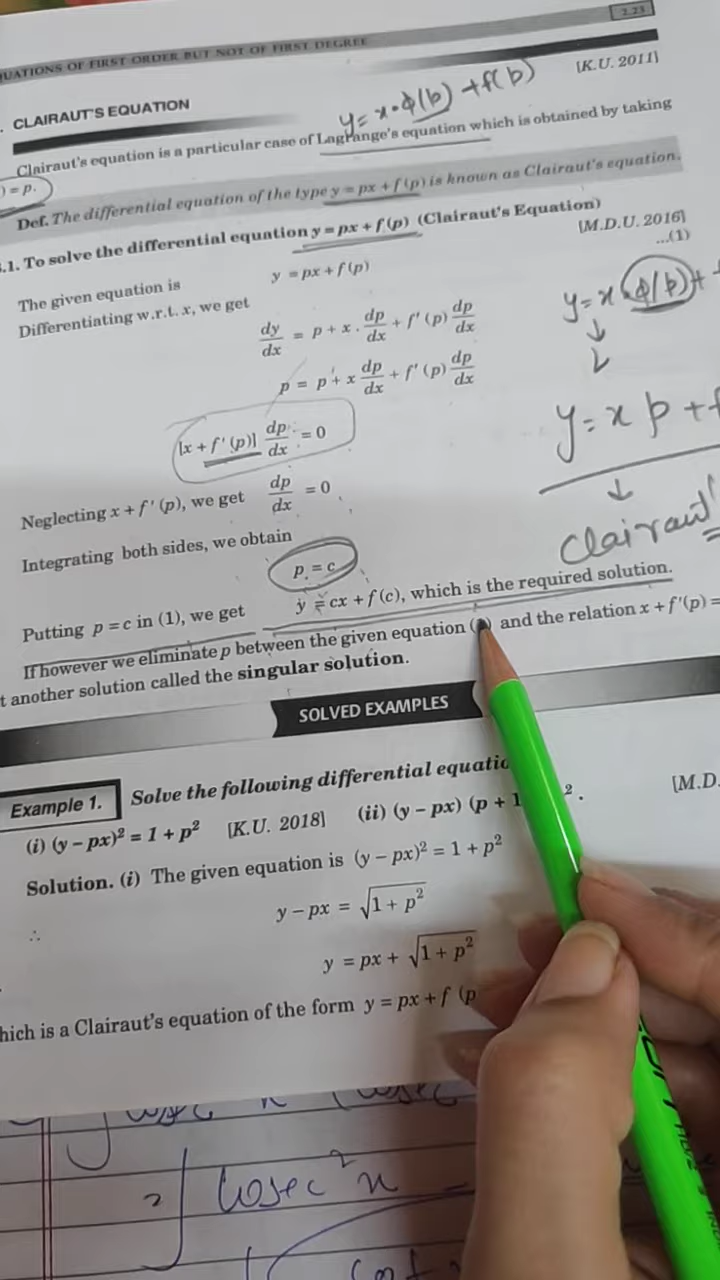 2.23
UATIONS OF FIRST ORDER BUT NOT OF FIRST DEGREE
[K.U. 2011]
. CLAIRAUT'S EQUATION
y = x·ϕ(p) + f(p)
Clairaut's equation is a particular case of Lagrange's equation which is obtained by taking
) = p.
Def. The differential equation of the type y = px + f (p) is known as Clairaut's equation.
.1. To solve the differential equation y = px + f' (p) (Clairaut's Equation)
[M.D.U. 2016]
The given equation is y = px + f (p) ...(1)
Differentiating w.r.t. x, we get
dy/dx = p + x . dp/dx + f ' (p) dp/dx
y = x · ϕ(p) +
p = p + x dp/dx + f ' (p) dp/dx
[x + f ' (p)] dp/dx = 0
y = x p + f
Neglecting x + f ' (p), we get dp/dx = 0
Integrating both sides, we obtain
Clairaut'
p = c
Putting p = c in (1), we get y = cx + f (c), which is the required solution.
If however we eliminate p between the given equation ( ) and the relation x + f '(p) =
t another solution called the singular solution.
SOLVED EXAMPLES
Example 1. Solve the following differential equatio
(i) (y – px)² = 1 + p² [K.U. 2018] (ii) (y – px) (p + 1 ². [M.D.
Solution. (i) The given equation is (y – px)² = 1 + p²
∴ y – px = √(1 + p²)
y = px + √(1 + p²)
hich is a Clairaut's equation of the form y = px + f (p
cosec x (cosec
∫ cosec² x –
cot